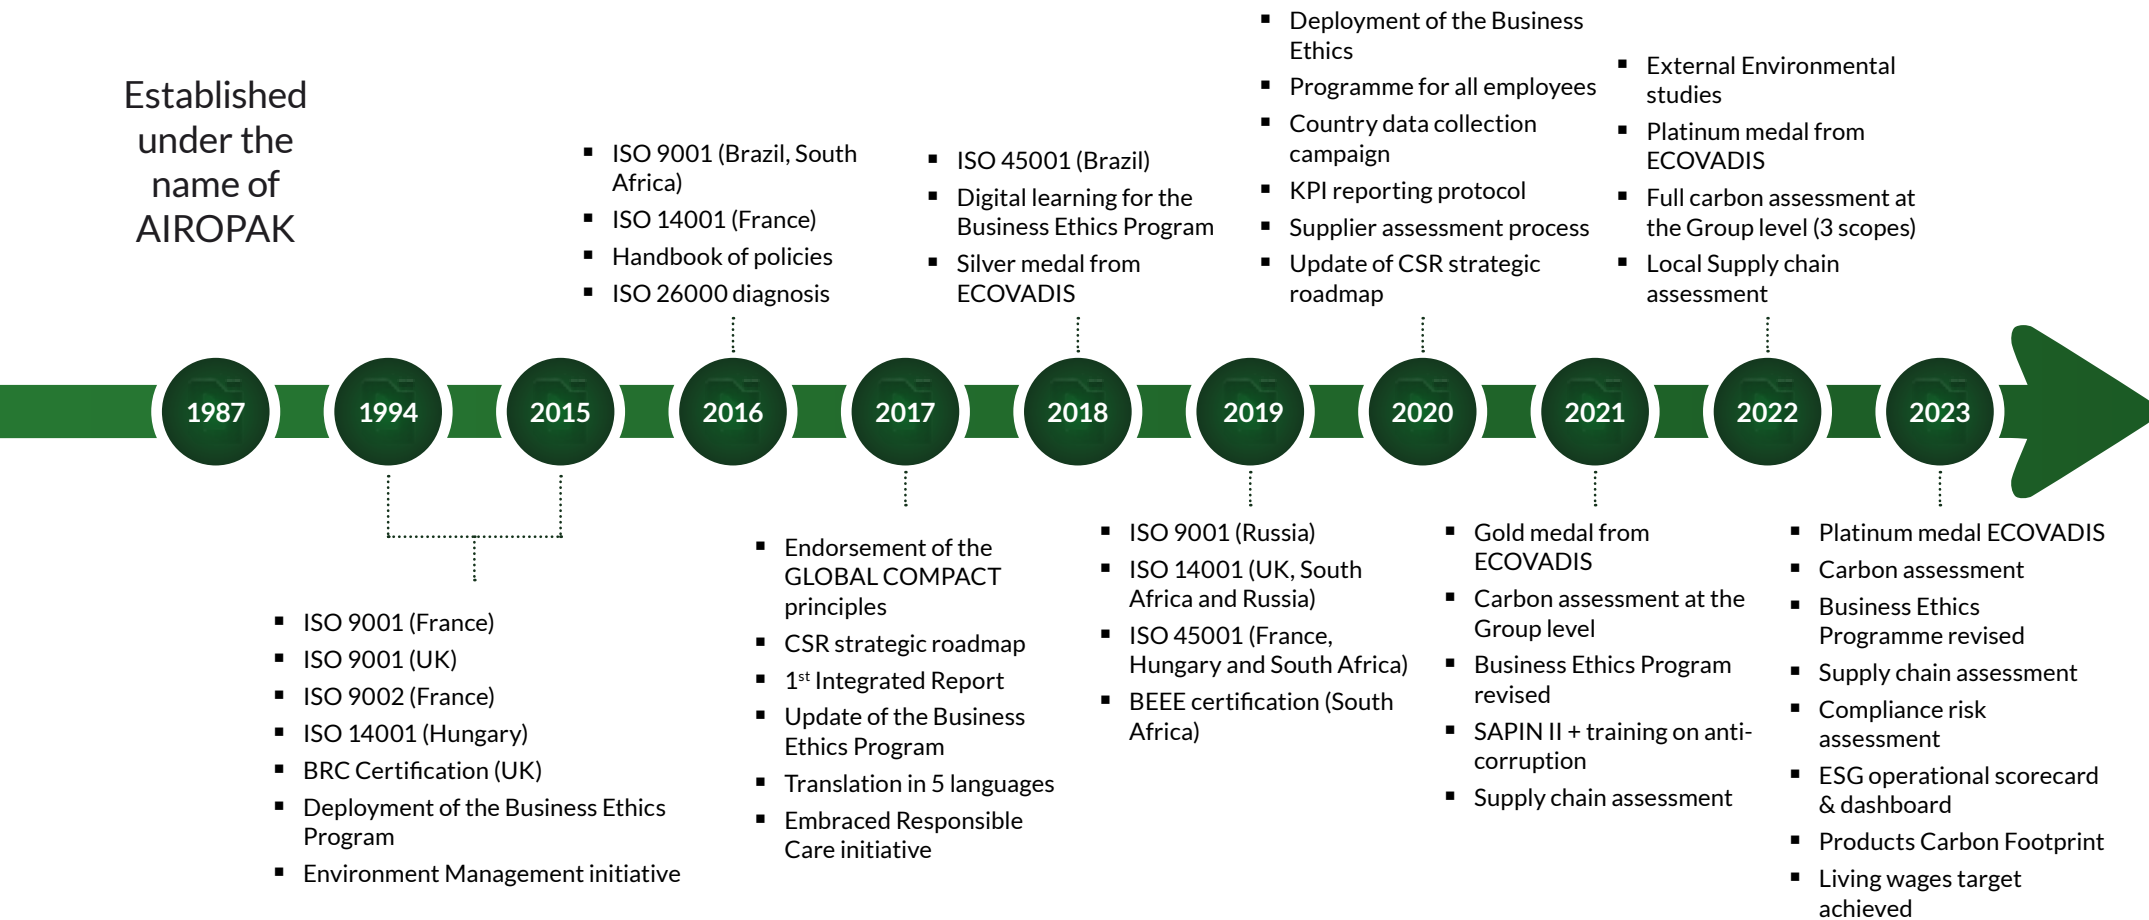 Established
under the
name of
AIROPAK
▪ ISO 9001 (Brazil, South
Africa)
▪ ISO 14001 (France)
▪ Handbook of policies
▪ ISO 26000 diagnosis
▪ ISO 45001 (Brazil)
▪ Digital learning for the
Business Ethics Program
▪ Silver medal from
ECOVADIS
▪ Deployment of the Business
Ethics
▪ Programme for all employees
▪ Country data collection
campaign
▪ KPI reporting protocol
▪ Supplier assessment process
▪ Update of CSR strategic
roadmap
▪ External Environmental
studies
▪ Platinum medal from
ECOVADIS
▪ Full carbon assessment at
the Group level (3 scopes)
▪ Local Supply chain
assessment
1987 1994 2015 2016 2017 2018 2019 2020 2021 2022 2023
▪ ISO 9001 (France)
▪ ISO 9001 (UK)
▪ ISO 9002 (France)
▪ ISO 14001 (Hungary)
▪ BRC Certification (UK)
▪ Deployment of the Business Ethics
Program
▪ Environment Management initiative
▪ Endorsement of the
GLOBAL COMPACT
principles
▪ CSR strategic roadmap
▪ 1st Integrated Report
▪ Update of the Business
Ethics Program
▪ Translation in 5 languages
▪ Embraced Responsible
Care initiative
▪ ISO 9001 (Russia)
▪ ISO 14001 (UK, South
Africa and Russia)
▪ ISO 45001 (France,
Hungary and South Africa)
▪ BEEE certification (South
Africa)
▪ Gold medal from
ECOVADIS
▪ Carbon assessment at the
Group level
▪ Business Ethics Program
revised
▪ SAPIN II + training on anti-
corruption
▪ Supply chain assessment
▪ Platinum medal ECOVADIS
▪ Carbon assessment
▪ Business Ethics
Programme revised
▪ Supply chain assessment
▪ Compliance risk
assessment
▪ ESG operational scorecard
& dashboard
▪ Products Carbon Footprint
▪ Living wages target
achieved